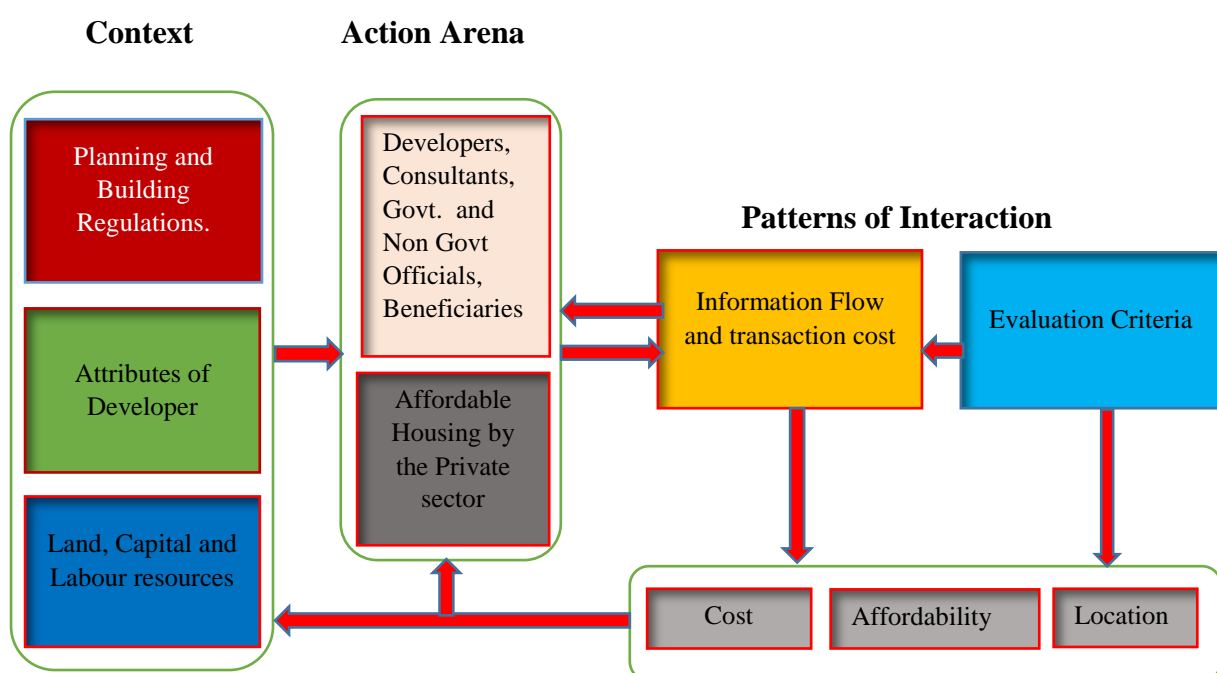 Context
Action Arena
Planning and
Building
Regulations.
Attributes of
Developer
Land, Capital and
Labour resources
Developers,
Consultants,
Govt. and
Non Govt
Officials,
Beneficiaries
Affordable
Housing by
the Private
sector
Patterns of Interaction
Information Flow
and transaction cost
Evaluation Criteria
Cost
Affordability
Location